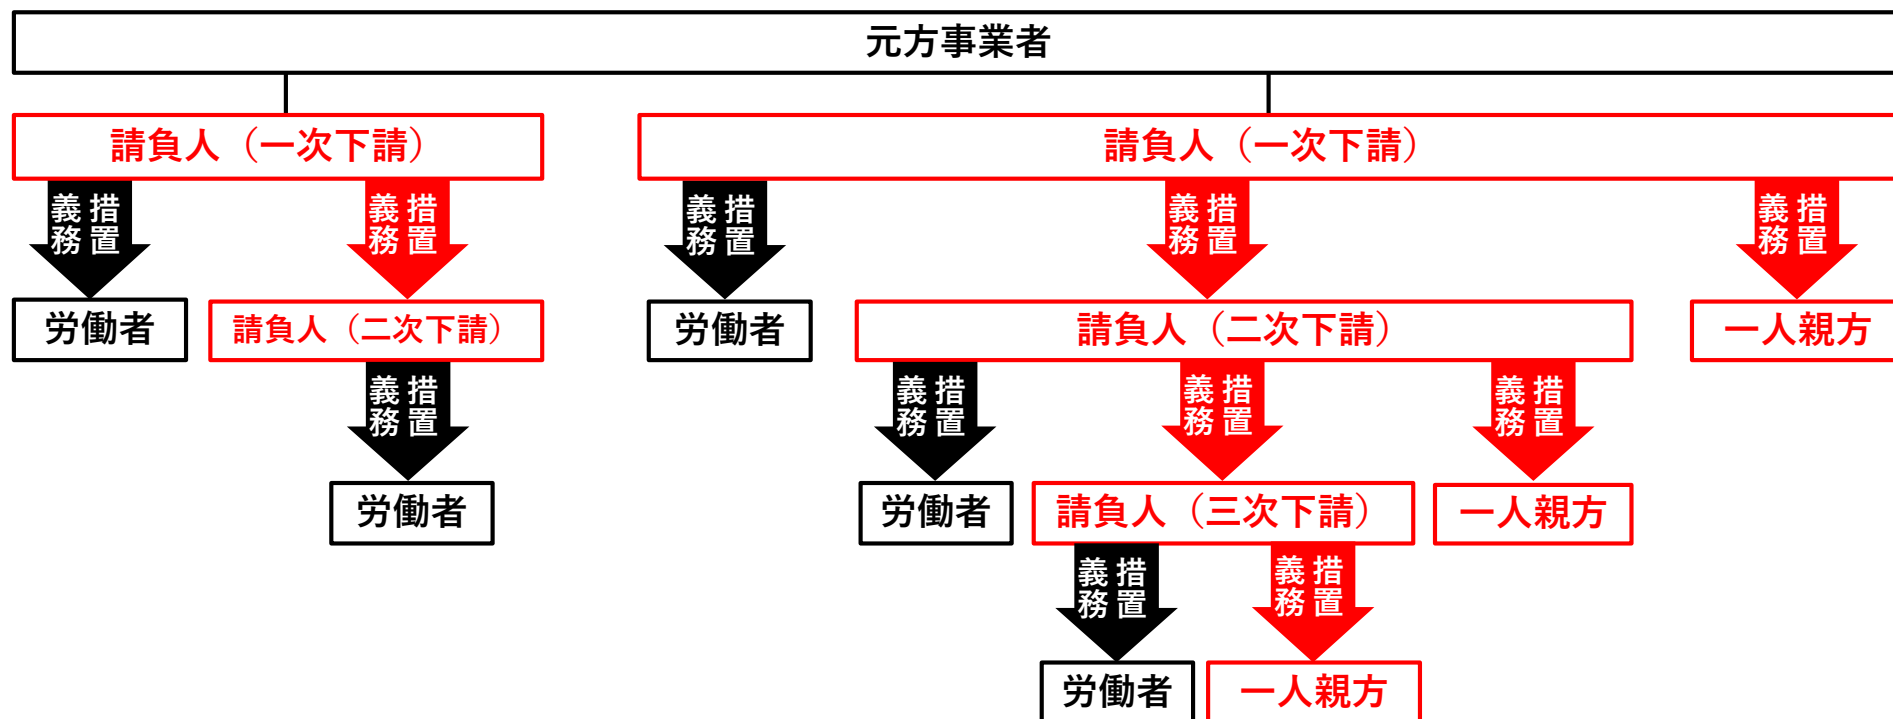 元方事業者
請負人（一次下請）
請負人（一次下請）
措置義務
措置義務
措置義務
措置義務
措置義務
労働者
請負人（二次下請）
労働者
請負人（二次下請）
一人親方
措置義務
措置義務
措置義務
措置義務
労働者
労働者
請負人（三次下請）
一人親方
措置義務
措置義務
労働者
一人親方